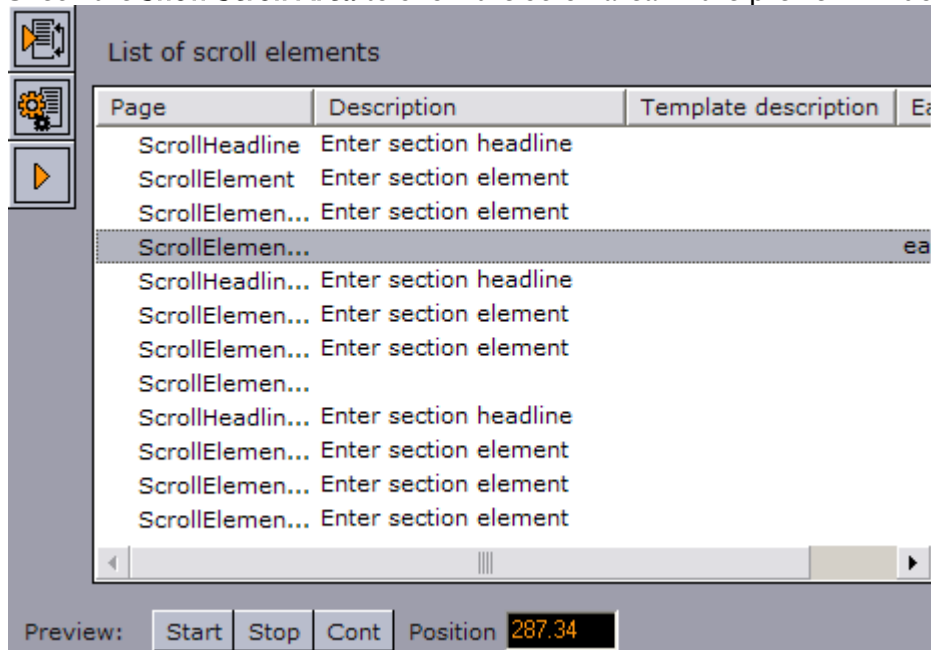 List of scroll elements
Page Description Template description
ScrollHeadline Enter section headline
ScrollElement Enter section element
ScrollElemen... Enter section element
ScrollElemen... ea
ScrollHeadlin... Enter section headline
ScrollElemen... Enter section element
ScrollElemen... Enter section element
ScrollElemen...
ScrollHeadlin... Enter section headline
ScrollElemen... Enter section element
ScrollElemen... Enter section element
ScrollElemen... Enter section element
Preview: Start Stop Cont Position 287.34